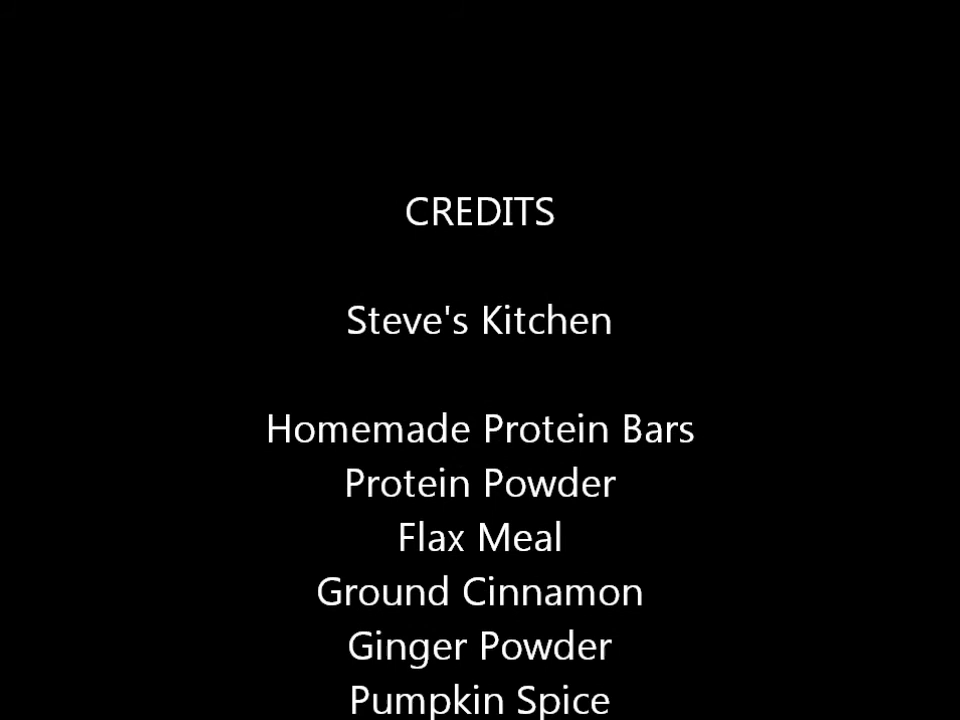 CREDITS
Steve's Kitchen
Homemade Protein Bars
Protein Powder
Flax Meal
Ground Cinnamon
Ginger Powder
Pumpkin Spice